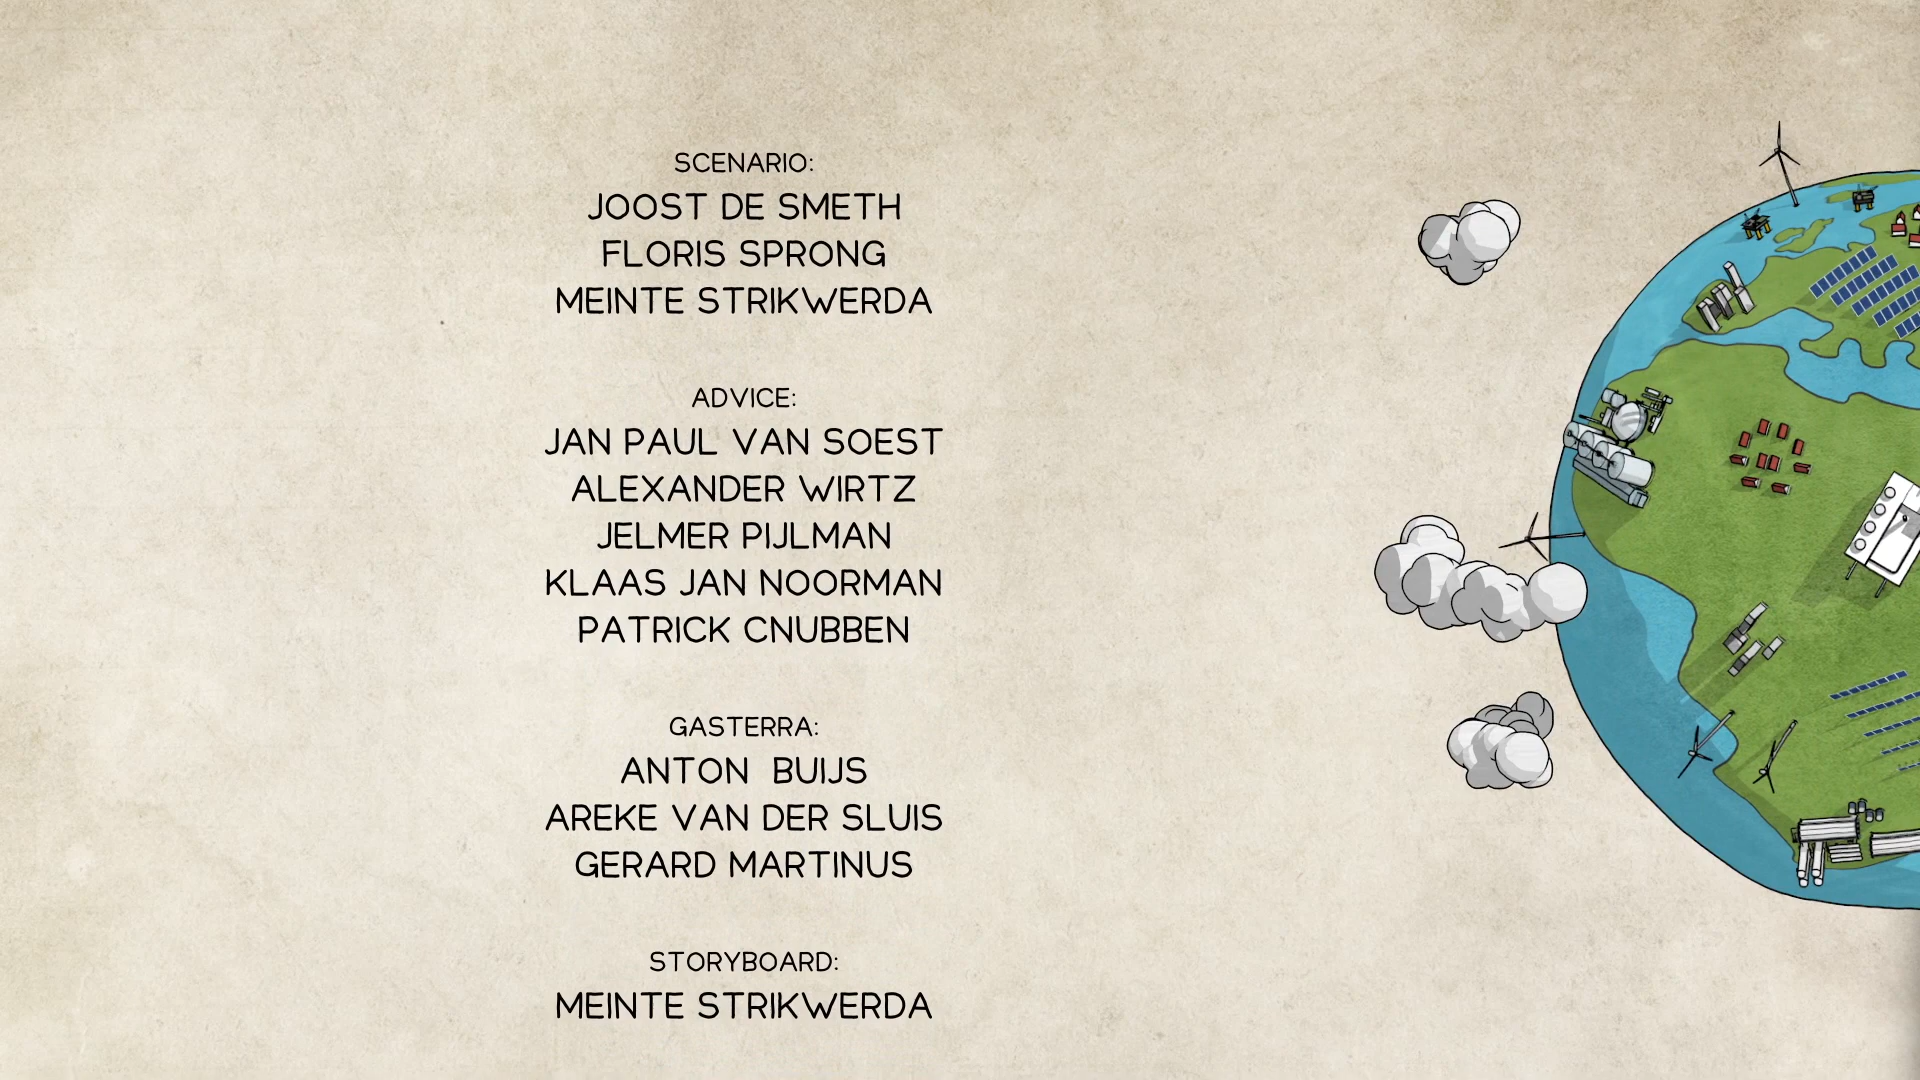 SCENARIO:
JOOST DE SMETH
FLORIS SPRONG
MEINTE STRIKWERDA
ADVICE:
JAN PAUL VAN SOEST
ALEXANDER WIRTZ
JELMER PIJLMAN
KLAAS JAN NOORMAN
PATRICK CNUBBEN
GASTERRA:
ANTON BUIJS
AREKE VAN DER SLUIS
GERARD MARTINUS
STORYBOARD:
MEINTE STRIKWERDA